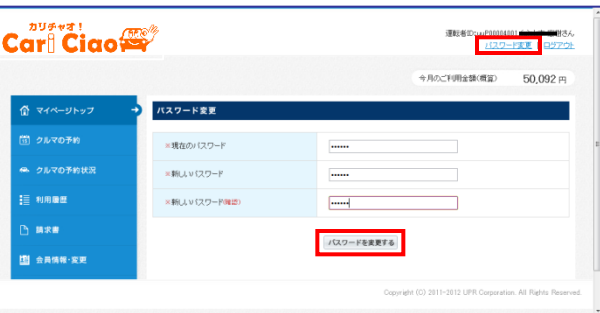 カリチャオ!
Cari Ciao
運転者ID:
さん
パスワード変更 ログアウト
今月のご利用金額(概算) 50,092 円
マイページトップ
パスワード変更
クルマの予約
クルマの予約状況
利用履歴
請求書
会員情報・変更
※現在のパスワード ••••••
※新しいパスワード ••••••
※新しいパスワード(確認) ••••••
パスワードを変更する
Copyright (C) 2011-2012 UPR Corporation. All Rights Reserved.